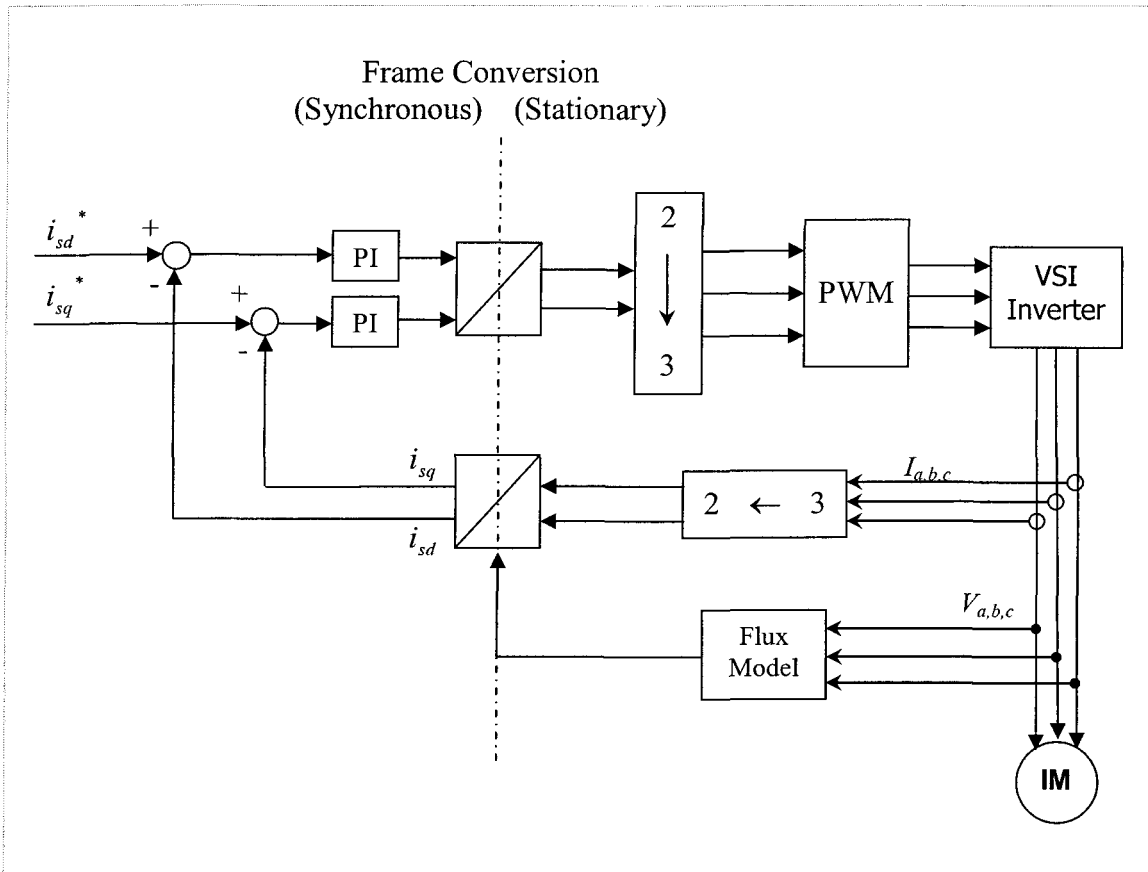 Frame Conversion
(Synchronous) (Stationary)
i_sd* +
-
i_sq* +
-
PI
PI
2
↓
3
PWM
VSI
Inverter
i_sq
i_sd
2 ← 3
I_a,b,c
V_a,b,c
Flux
Model
IM